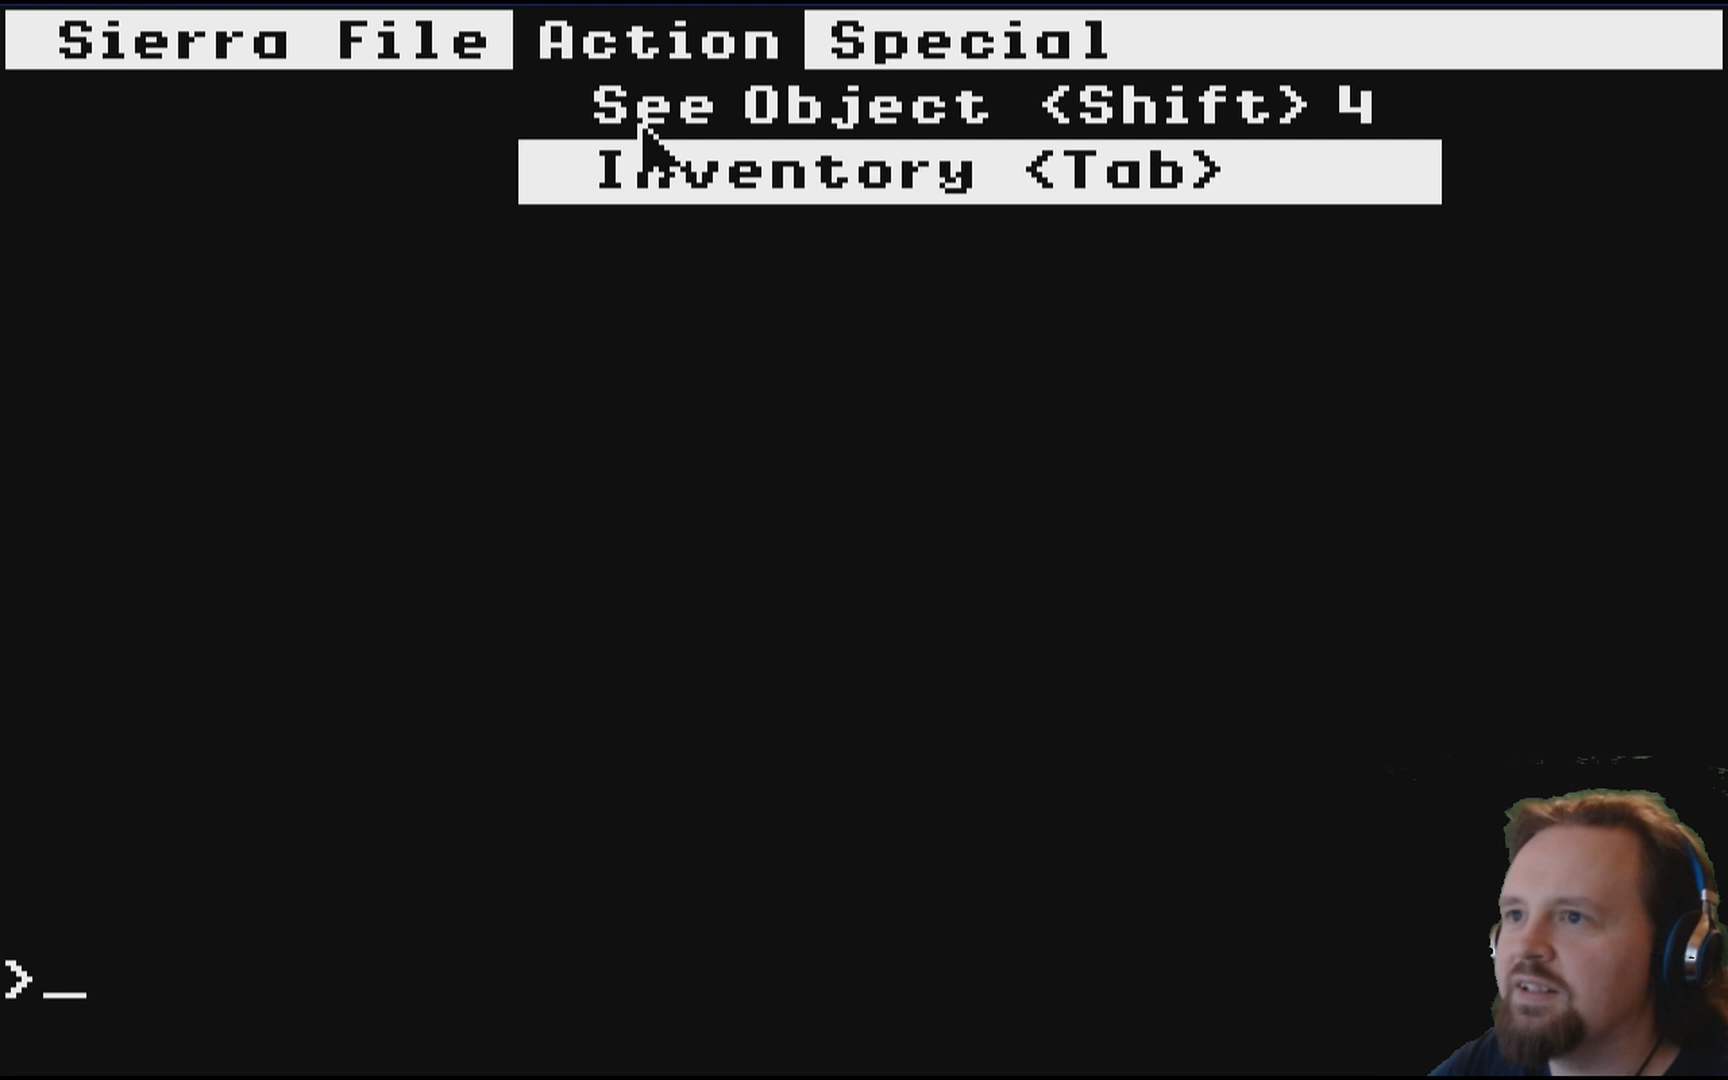 Sierra File Action Special
See Object <Shift> 4
Inventory <Tab>
>_